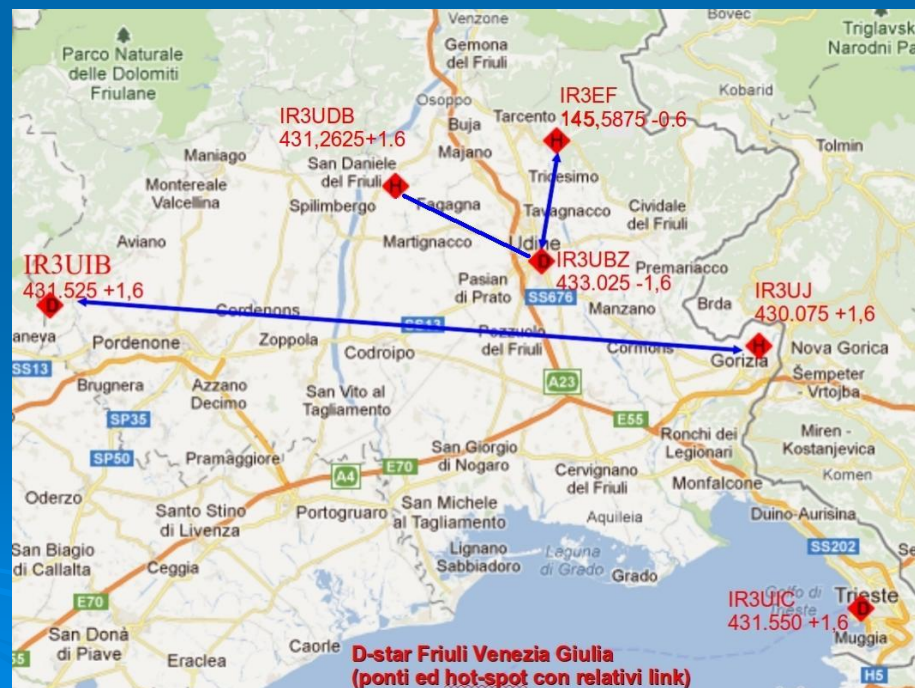 Bovec
Venzone
Triglavsk
Narodni Pa
Parco Naturale
delle Dolomiti
Friulane
Gemona
del Friuli
Kobarid
Osoppo
IR3EF
145,5875 -0.6
IR3UDB
431,2625+1.6
Tarcento
Buja
Majano
Tolmin
Maniago
San Daniele
del Friuli
H
H
Tricesimo
Montereale
Valcellina
Spilimbergo
Fagagna
Tavagnacco
Cividale
del Friuli
Aviano
Martignacco
Udine
IR3UBZ
433.025 -1,6
D
Premariacco
IR3UIB
431.525 +1,6
D
Pasian
di Prato
SS676
Manzano
Brda
IR3UJ
430.075 +1,6
Cordenons
aneva
Pordenone
Zoppola
SS13
Codroipo
Pozzuolo
del Friuli
Cormons
H
Gorizia
Nova Gorica
SS13
Brugnera
Azzano
Decimo
San Vito al
Tagliamento
A23
Šempeter
- Vrtojba
SP35
E55
Ronchi dei
Legionari
Miren -
Kostanjevica
SP50
Pramaggiore
A4
E70
San Giorgio
di Nogaro
Cervignano
del Friuli
Monfalcone
Komen
Oderzo
Santo Stino
di Livenza
Portogruaro
San Michele
al Tagliamento
Aquileia
Duino-Aurisina
San Biagio
di Callalta
Ceggia
Lignano
Sabbiadoro
Laguna
di Grado
Grado
SS202
Se
E70
IR3UIC
431.550 +1,6
Golfo di
Trieste
Trieste
D
San Donà
di Piave
Caorle
Muggia
55
Eraclea
D-star Friuli Venezia Giulia
(ponti ed hot-spot con relativi link)
H5